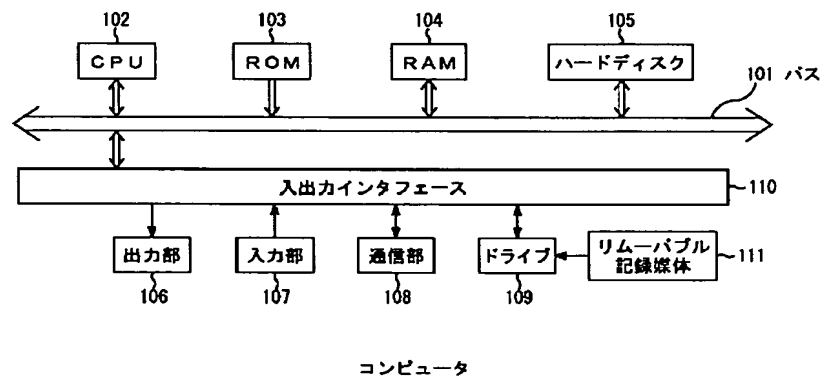 102
103
104
105
CPU
ROM
RAM
ハードディスク
101 バス
入出力インタフェース
110
出力部
入力部
通信部
ドライブ
リムーバブル
記録媒体
111
106
107
108
109
コンピュータ